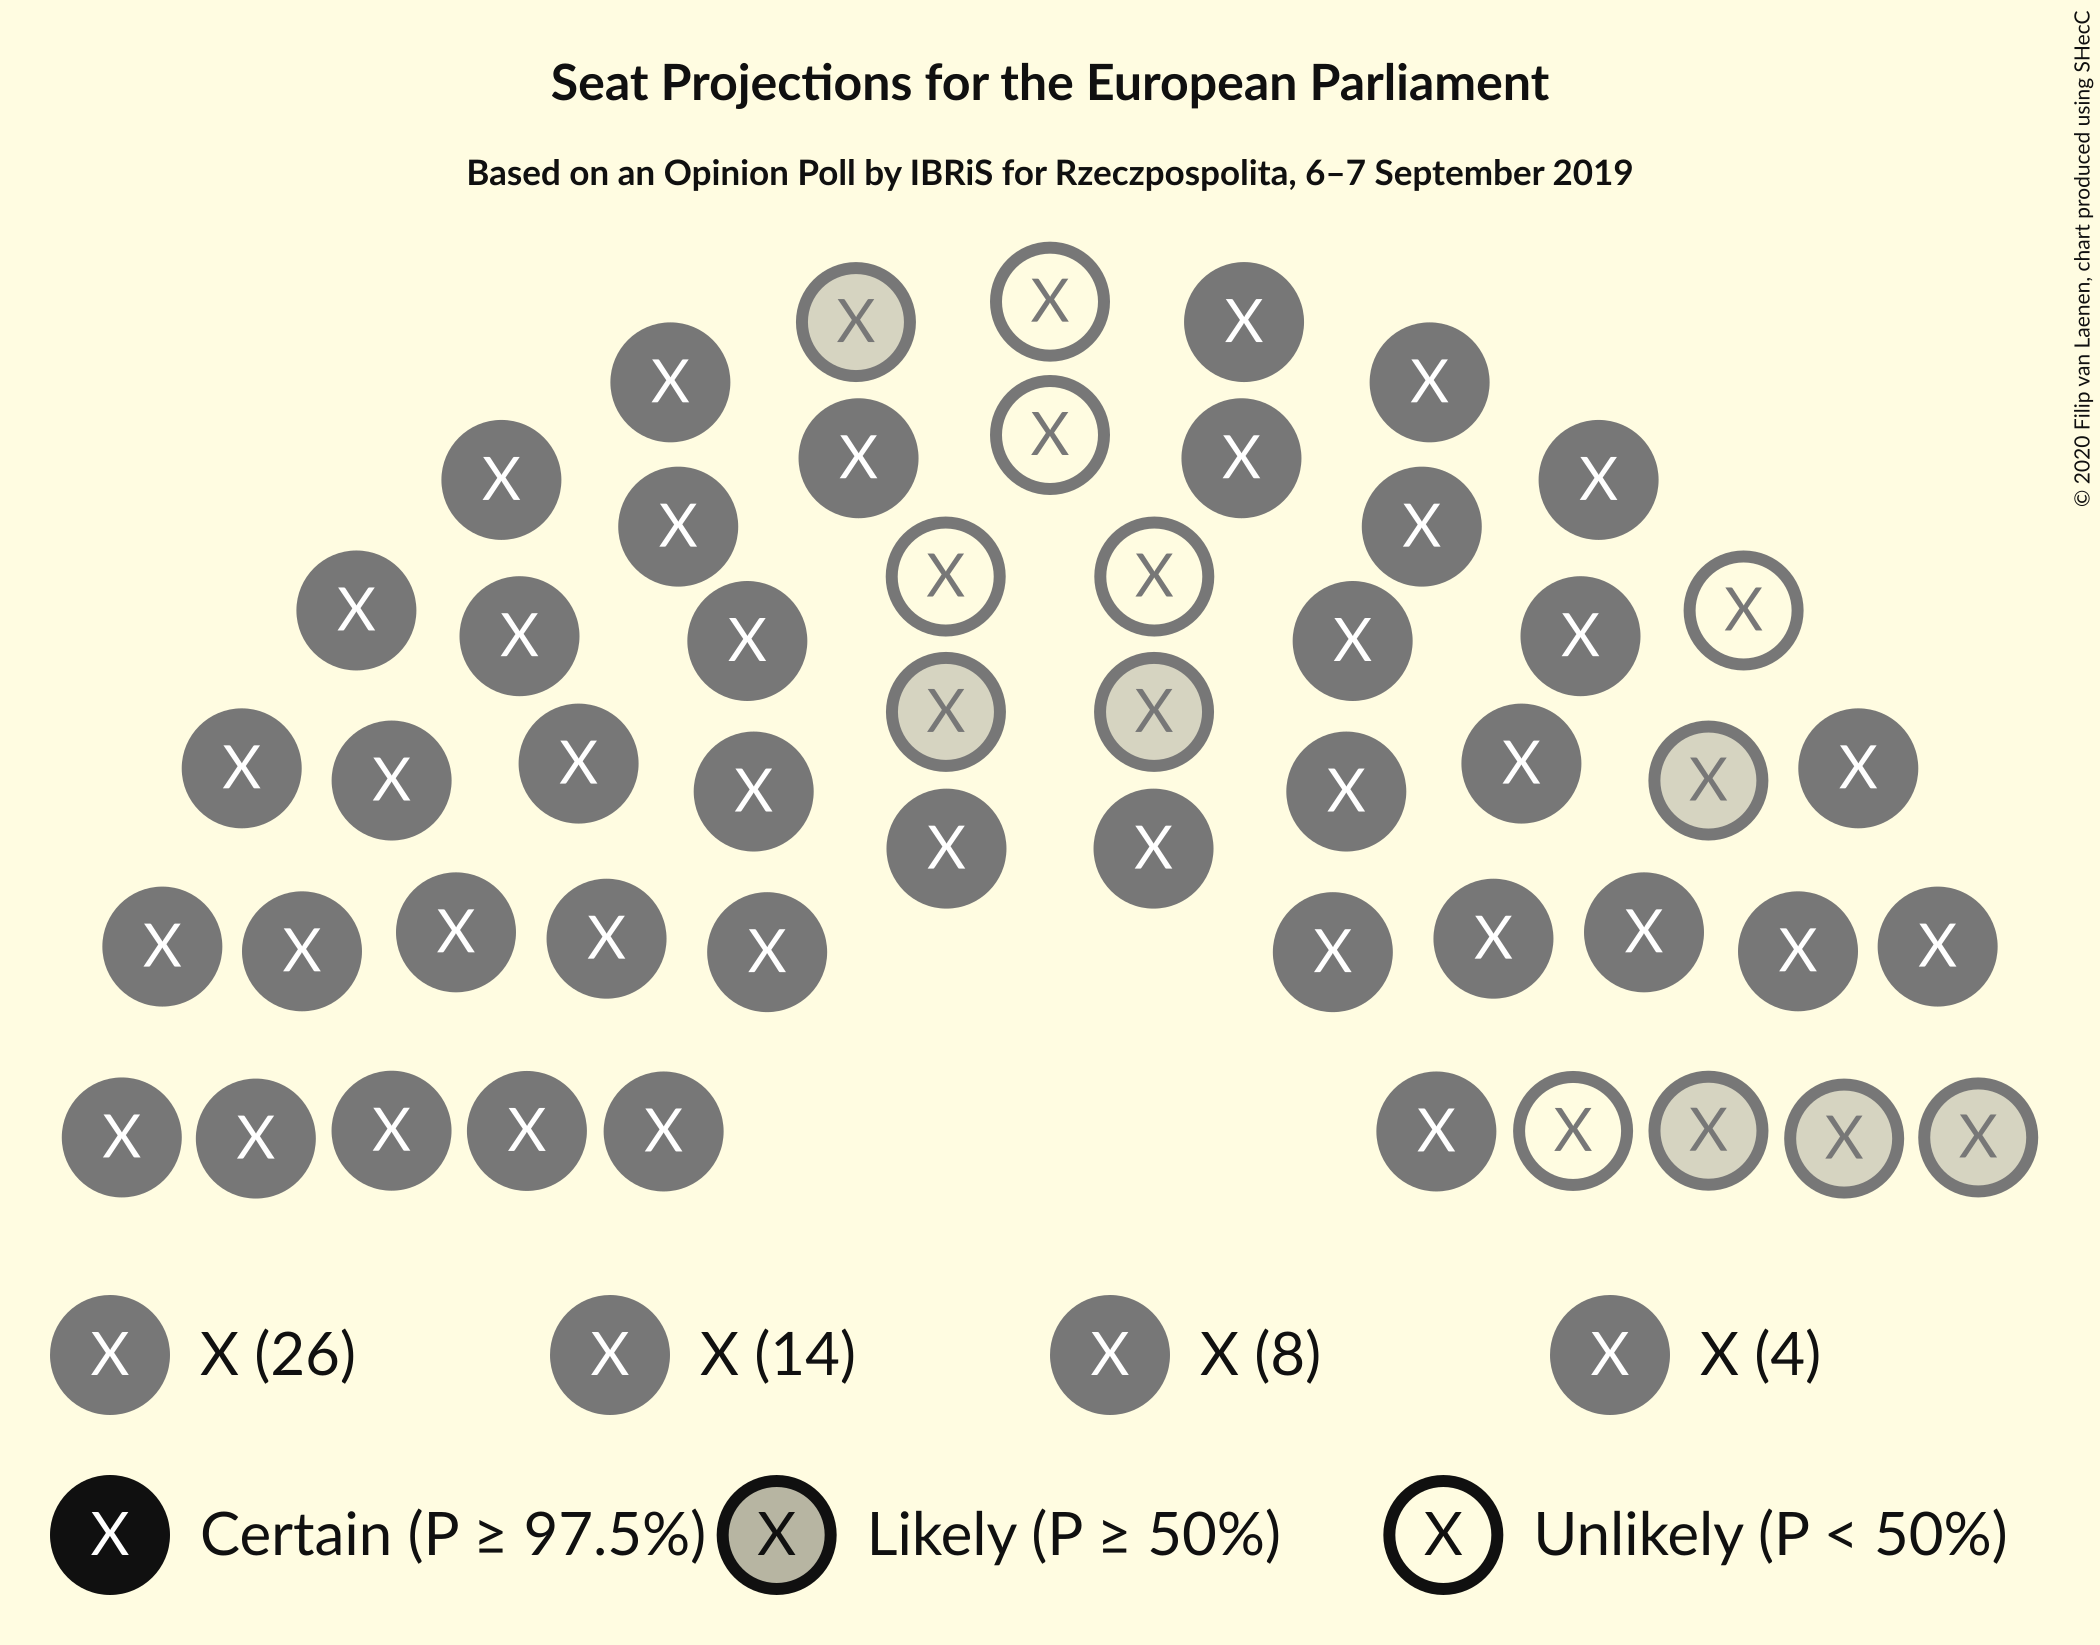 Seat Projections for the European Parliament
Based on an Opinion Poll by IBRiS for Rzeczpospolita, 6–7 September 2019
© 2020 Filip van Laenen, chart produced using SHecC
X X X X X
X X X X X
X X X X
X X X X X
X X X X X
X X X X X
X X X X X
X X X X
X X X X X
X X X X X
X X X X
X X (26) X X (14) X X (8) X X (4)
X Certain (P ≥ 97.5%) X Likely (P ≥ 50%) X Unlikely (P < 50%)